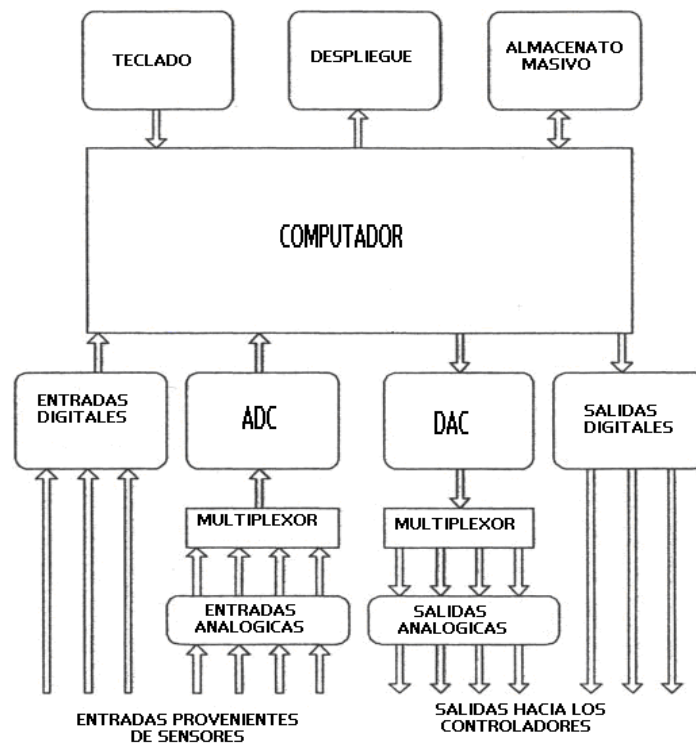 TECLADO
DESPLIEGUE
ALMACENATO
MASIVO
COMPUTADOR
ENTRADAS
DIGITALES
ADC
DAC
SALIDAS
DIGITALES
MULTIPLEXOR
MULTIPLEXOR
ENTRADAS
ANALOGICAS
SALIDAS
ANALOGICAS
ENTRADAS PROVENIENTES
DE SENSORES
SALIDAS HACIA LOS
CONTROLADORES